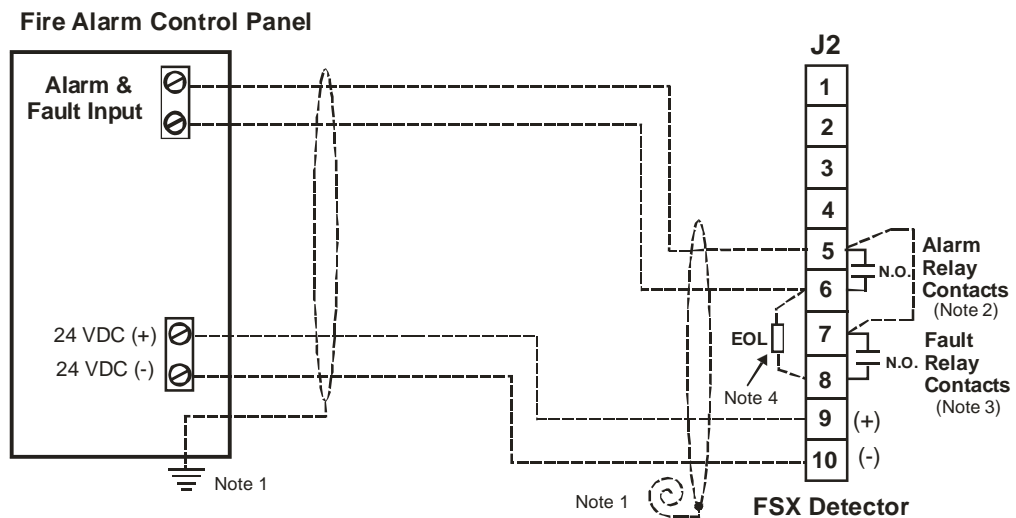 Fire Alarm Control Panel
Alarm &
Fault Input
24 VDC (+)
24 VDC (-)
Note 1
J2
1
2
3
4
5
6
7
8
9
10
(+)
(-)
N.O.
Alarm
Relay
Contacts
(Note 2)
N.O.
Fault
Relay
Contacts
(Note 3)
EOL
Note 4
Note 1
FSX Detector